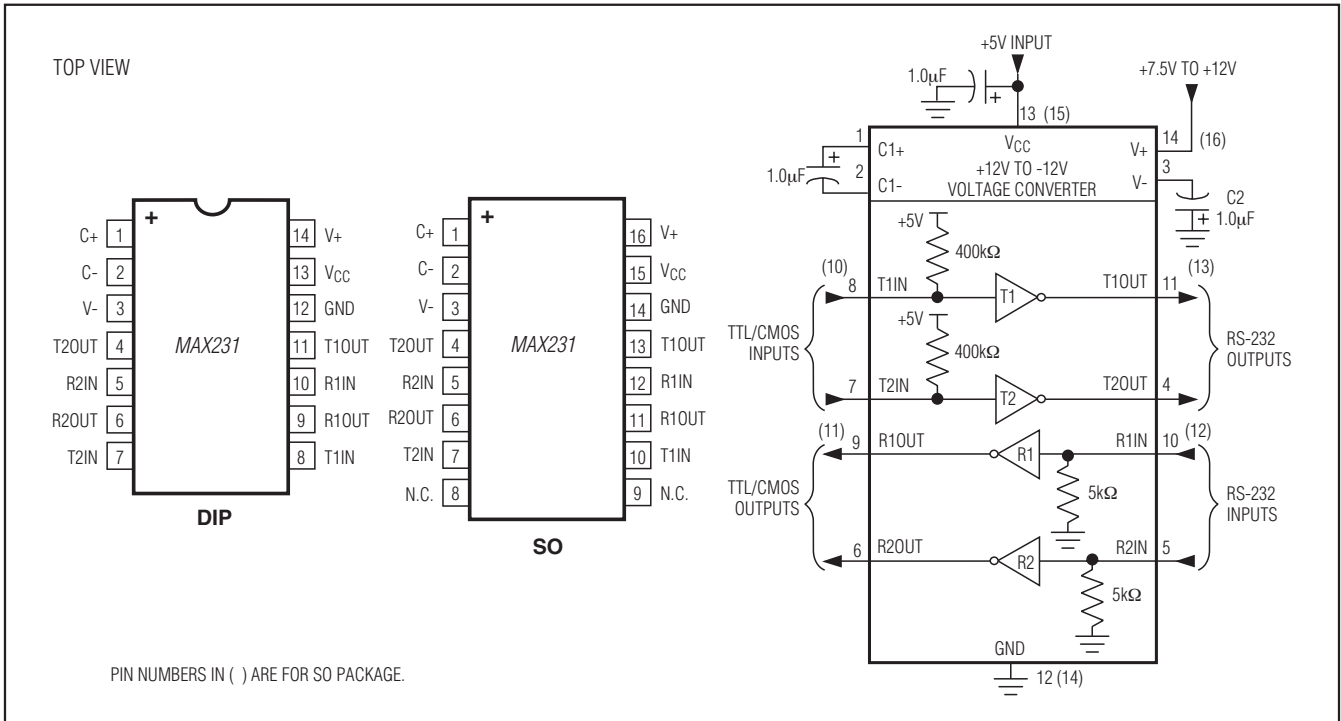 TOP VIEW
+
C+ 1
C- 2
V- 3
T2OUT 4
R2IN 5
R2OUT 6
T2IN 7
14 V+
13 VCC
12 GND
11 T1OUT
10 R1IN
9 R1OUT
8 T1IN
MAX231
DIP
+
C+ 1
C- 2
V- 3
T2OUT 4
R2IN 5
R2OUT 6
T2IN 7
N.C. 8
16 V+
15 VCC
14 GND
13 T1OUT
12 R1IN
11 R1OUT
10 T1IN
9 N.C.
MAX231
SO
PIN NUMBERS IN ( ) ARE FOR SO PACKAGE.
+5V INPUT
1.0µF
+
+7.5V TO +12V
13 (15)
VCC
+12V TO -12V
VOLTAGE CONVERTER
1
C1+
+
1.0µF
2
C1-
14 (16)
V+
3
V-
C2
+ 1.0µF
+5V
400kΩ
(10)
8 T1IN
T1
T1OUT 11
(13)
+5V
400kΩ
TTL/CMOS
INPUTS
RS-232
OUTPUTS
7 T2IN
T2
T2OUT 4
(11)
9 R1OUT
R1
R1IN 10 (12)
5kΩ
TTL/CMOS
OUTPUTS
RS-232
INPUTS
6 R2OUT
R2
R2IN 5
5kΩ
GND
12 (14)